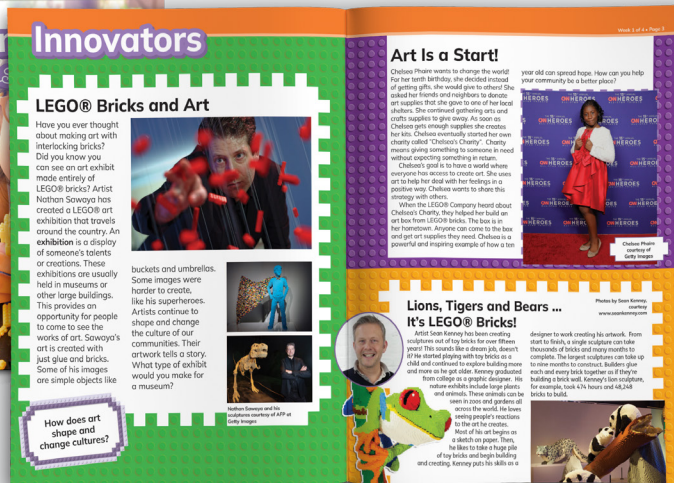 Innovators
LEGO® Bricks and Art
Have you ever thought
about making art with
interlocking bricks?
Did you know you
can see an art exhibit
made entirely of
LEGO® bricks? Artist
Nathan Sawaya has
created a LEGO® art
exhibition that travels
around the country. An
exhibition is a display
of someone's talents
or creations. These
exhibitions are usually
held in museums or
other large buildings.
This provides an
opportunity for people
to come to see the
works of art. Sawaya's
art is created with
just glue and bricks.
Some of his images
are simple objects like
buckets and umbrellas.
Some images were
harder to create,
like his superheroes.
Artists continue to
shape and change
the culture of our
communities. Their
artwork tells a story.
What type of exhibit
would you make for
a museum?
Nathan Sawaya and his
sculptures courtesy of AFP at
Getty Images
How does art
shape and
change cultures?
Week 1 of 4 • Page 3
Art Is a Start!
Chelsea Phaire wants to change the world!
For her tenth birthday, she decided instead
of getting gifts, she would give to others! She
asked her friends and neighbors to donate
art supplies that she gave to one of her local
shelters. She continued gathering arts and
crafts supplies to give away. As soon as
Chelsea gets enough supplies she creates
her kits. Chelsea eventually started her own
charity called "Chelsea's Charity". Charity
means giving something to someone in need
without expecting something in return.
Chelsea's goal is to have a world where
everyone has access to create art. She uses
art to help her deal with her feelings in a
positive way. Chelsea wants to share this
strategy with others.
When the LEGO® Company heard about
Chelsea's Charity, they helped her build an
art box from LEGO® bricks. The box is in
her hometown. Anyone can come to the box
and get art supplies they need. Chelsea is a
powerful and inspiring example of how a ten
year old can spread hope. How can you help
your community be a better place?
HEROES
Chelsea Phaire
courtesy of
Getty Images
Lions, Tigers and Bears ...
It's LEGO® Bricks!
Photos by Sean Kenney,
courtesy
www.seankenney.com
Artist Sean Kenney has been creating
sculptures out of toy bricks for over fifteen
years! This sounds like a dream job, doesn't
it? He started playing with toy bricks as a
child and continued to explore building more
and more as he got older. Kenney graduated
from college as a graphic designer. His
nature exhibits include large plants
and animals. These animals can be
seen in zoos and gardens all
across the world. He loves
seeing people's reactions
to the art he creates.
Most of his art begins as
a sketch on paper. Then,
he likes to take a huge pile
of toy bricks and begin building
and creating. Kenney puts his skills as a
designer to work creating his artwork. From
start to finish, a single sculpture can take
thousands of bricks and many months to
complete. The largest sculptures can take up
to nine months to construct. Builders glue
each and every brick together as if they're
building a brick wall. Kenney's lion sculpture,
for example, took 474 hours and 48,248
bricks to build.